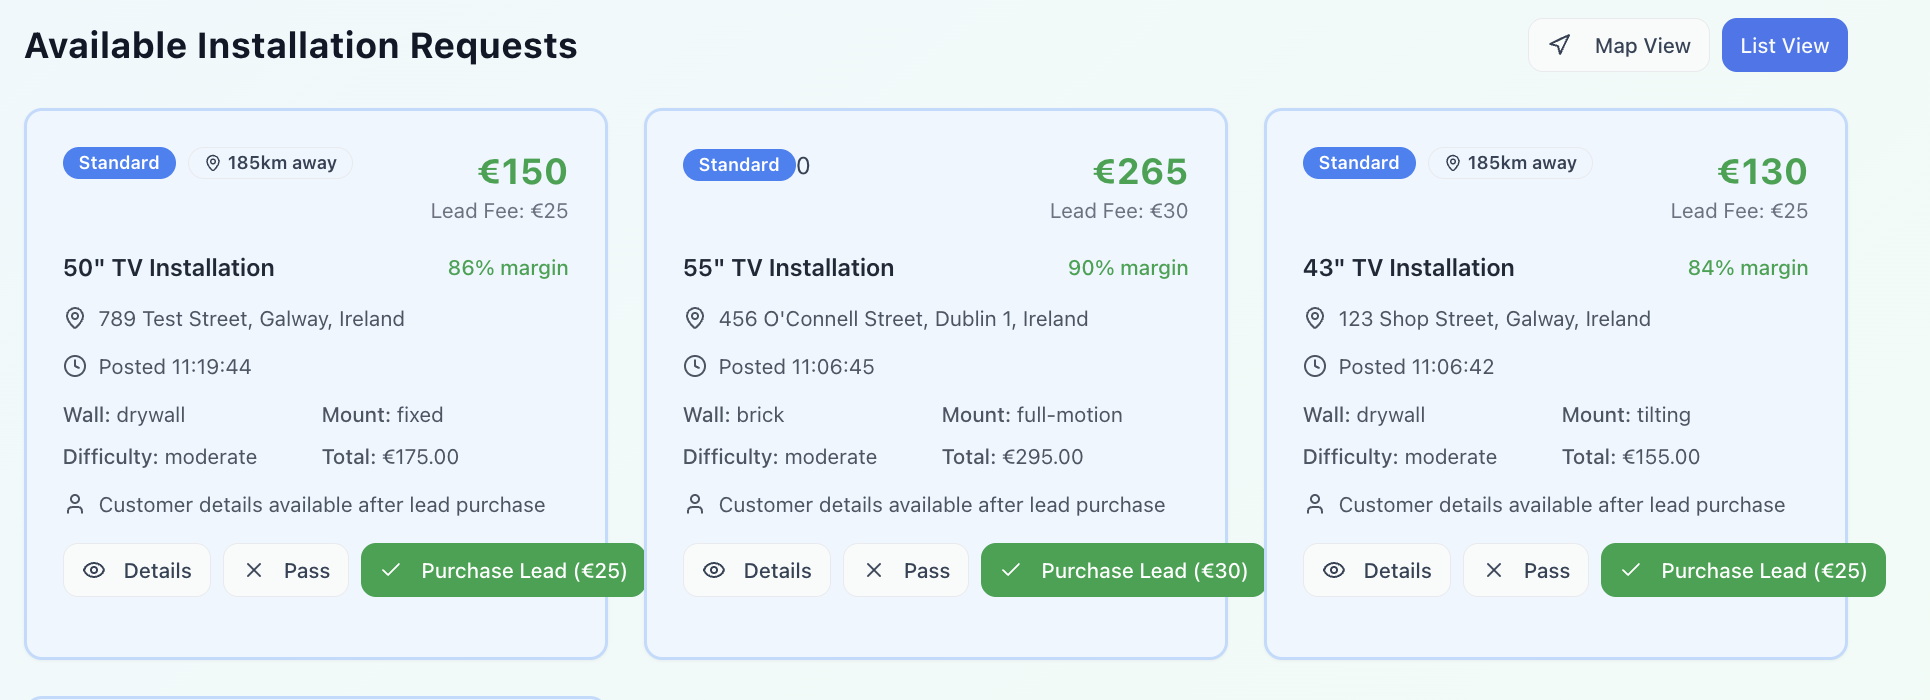 Available Installation Requests
Map View
List View
Standard
185km away
€150
Lead Fee: €25
50" TV Installation
86% margin
789 Test Street, Galway, Ireland
Posted 11:19:44
Wall: drywall
Mount: fixed
Difficulty: moderate
Total: €175.00
Customer details available after lead purchase
Details
Pass
Purchase Lead (€25)
Standard
0
€265
Lead Fee: €30
55" TV Installation
90% margin
456 O'Connell Street, Dublin 1, Ireland
Posted 11:06:45
Wall: brick
Mount: full-motion
Difficulty: moderate
Total: €295.00
Customer details available after lead purchase
Details
Pass
Purchase Lead (€30)
Standard
185km away
€130
Lead Fee: €25
43" TV Installation
84% margin
123 Shop Street, Galway, Ireland
Posted 11:06:42
Wall: drywall
Mount: tilting
Difficulty: moderate
Total: €155.00
Customer details available after lead purchase
Details
Pass
Purchase Lead (€25)